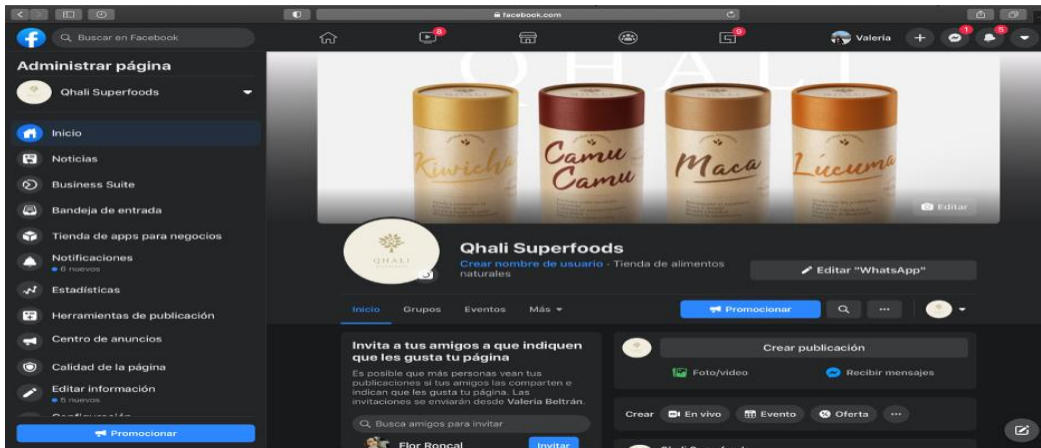 facebook.com
Buscar en Facebook
8
9
Valeria
1
5
Administrar página
Qhali Superfoods
Inicio
Noticias
Business Suite
Bandeja de entrada
Tienda de apps para negocios
Notificaciones
6 nuevos
Estadísticas
Herramientas de publicación
Centro de anuncios
Calidad de la página
Editar información
Promocionar
QHALI
Kiwicha
Camu
Camu
Maca
Lúcuma
Editar
QHALI
Qhali Superfoods
Crear nombre de usuario - Tienda de alimentos
naturales
Editar "WhatsApp"
Inicio Grupos Eventos Más
Promocionar
Invita a tus amigos a que indiquen
que les gusta tu página
Es posible que más personas vean tus
publicaciones si tus amigos las comparten e
indican que les gusta tu página. Las
invitaciones se enviarán desde Valeria Beltrán.
Busca amigos para invitar
Flor Roncal Invitar
Crear publicación
Foto/video Recibir mensajes
Crear En vivo Evento Oferta